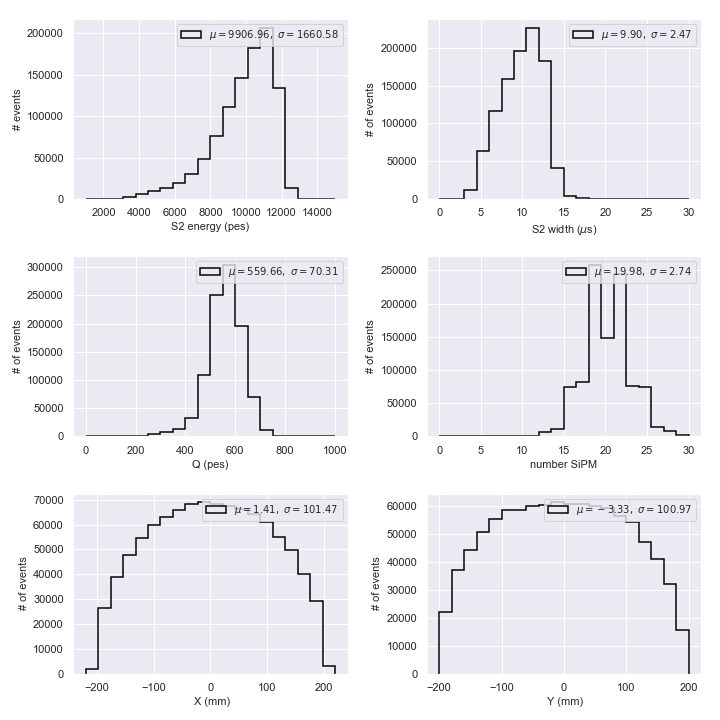 μ = 9906.96, σ = 1660.58
# events
200000
150000
100000
50000
0
2000 4000 6000 8000 10000 12000 14000
S2 energy (pes)
μ = 9.90, σ = 2.47
# of events
200000
150000
100000
50000
0
0 5 10 15 20 25 30
S2 width (μs)
μ = 559.66, σ = 70.31
# of events
300000
250000
200000
150000
100000
50000
0
0 200 400 600 800 1000
Q (pes)
μ = 19.98, σ = 2.74
# of events
250000
200000
150000
100000
50000
0
0 5 10 15 20 25 30
number SiPM
μ = 1.41, σ = 101.47
# of events
70000
60000
50000
40000
30000
20000
10000
0
−200 −100 0 100 200
X (mm)
μ = −3.33, σ = 100.97
# of events
60000
50000
40000
30000
20000
10000
0
−200 −100 0 100 200
Y (mm)